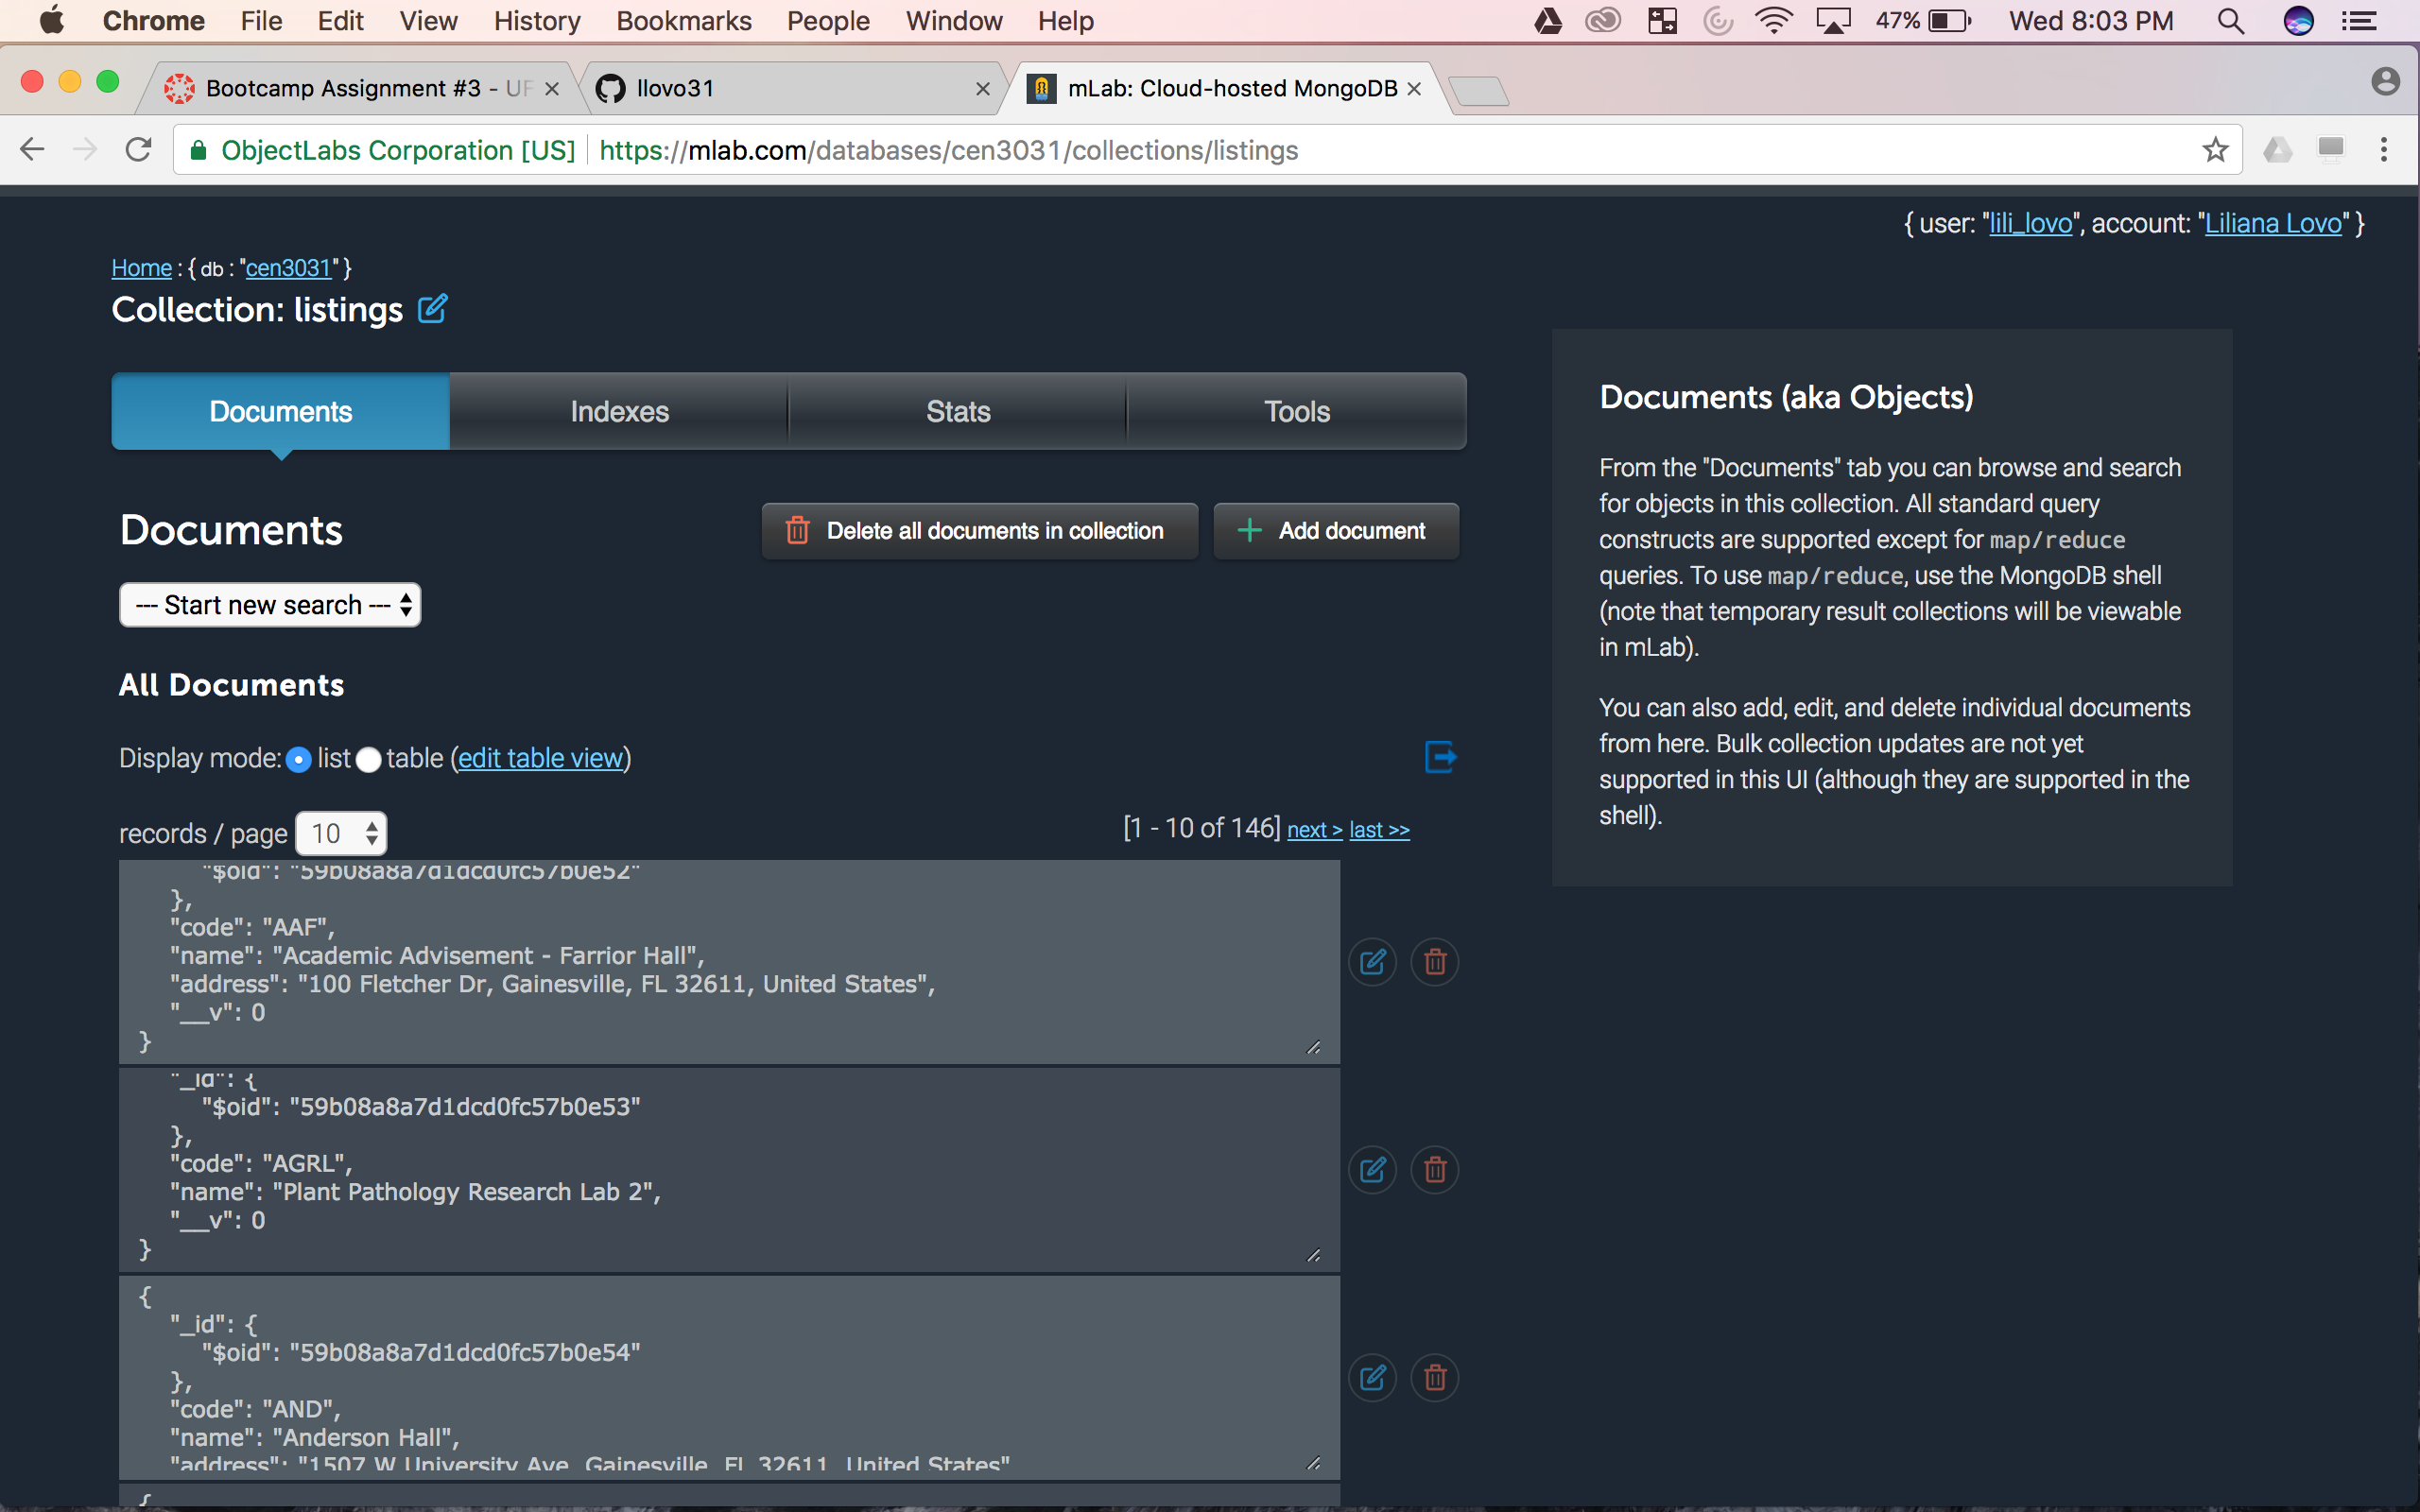 Chrome File Edit View History Bookmarks People Window Help 47% Wed 8:03 PM
Bootcamp Assignment #3 - UF llovo31 mLab: Cloud-hosted MongoDB
ObjectLabs Corporation [US] https://mlab.com/databases/cen3031/collections/listings
{ user: "lili_lovo", account: "Liliana Lovo" }
Home : { db : "cen3031" }
Collection: listings
Documents Indexes Stats Tools
Documents
Delete all documents in collection
Add document
--- Start new search ---
All Documents
Display mode: list table (edit table view)
records / page 10
[1 - 10 of 146] next > last >>
"$oid": "59b08a8a7d1dcd0fc57b0e52"
},
"code": "AAF",
"name": "Academic Advisement - Farrior Hall",
"address": "100 Fletcher Dr, Gainesville, FL 32611, United States",
"__v": 0
}
"_id": {
"$oid": "59b08a8a7d1dcd0fc57b0e53"
},
"code": "AGRL",
"name": "Plant Pathology Research Lab 2",
"__v": 0
}
{
"_id": {
"$oid": "59b08a8a7d1dcd0fc57b0e54"
},
"code": "AND",
"name": "Anderson Hall",
"address": "1507 W University Ave, Gainesville, FL 32611, United States"
{
Documents (aka Objects)
From the "Documents" tab you can browse and search
for objects in this collection. All standard query
constructs are supported except for map/reduce
queries. To use map/reduce, use the MongoDB shell
(note that temporary result collections will be viewable
in mLab).
You can also add, edit, and delete individual documents
from here. Bulk collection updates are not yet
supported in this UI (although they are supported in the
shell).